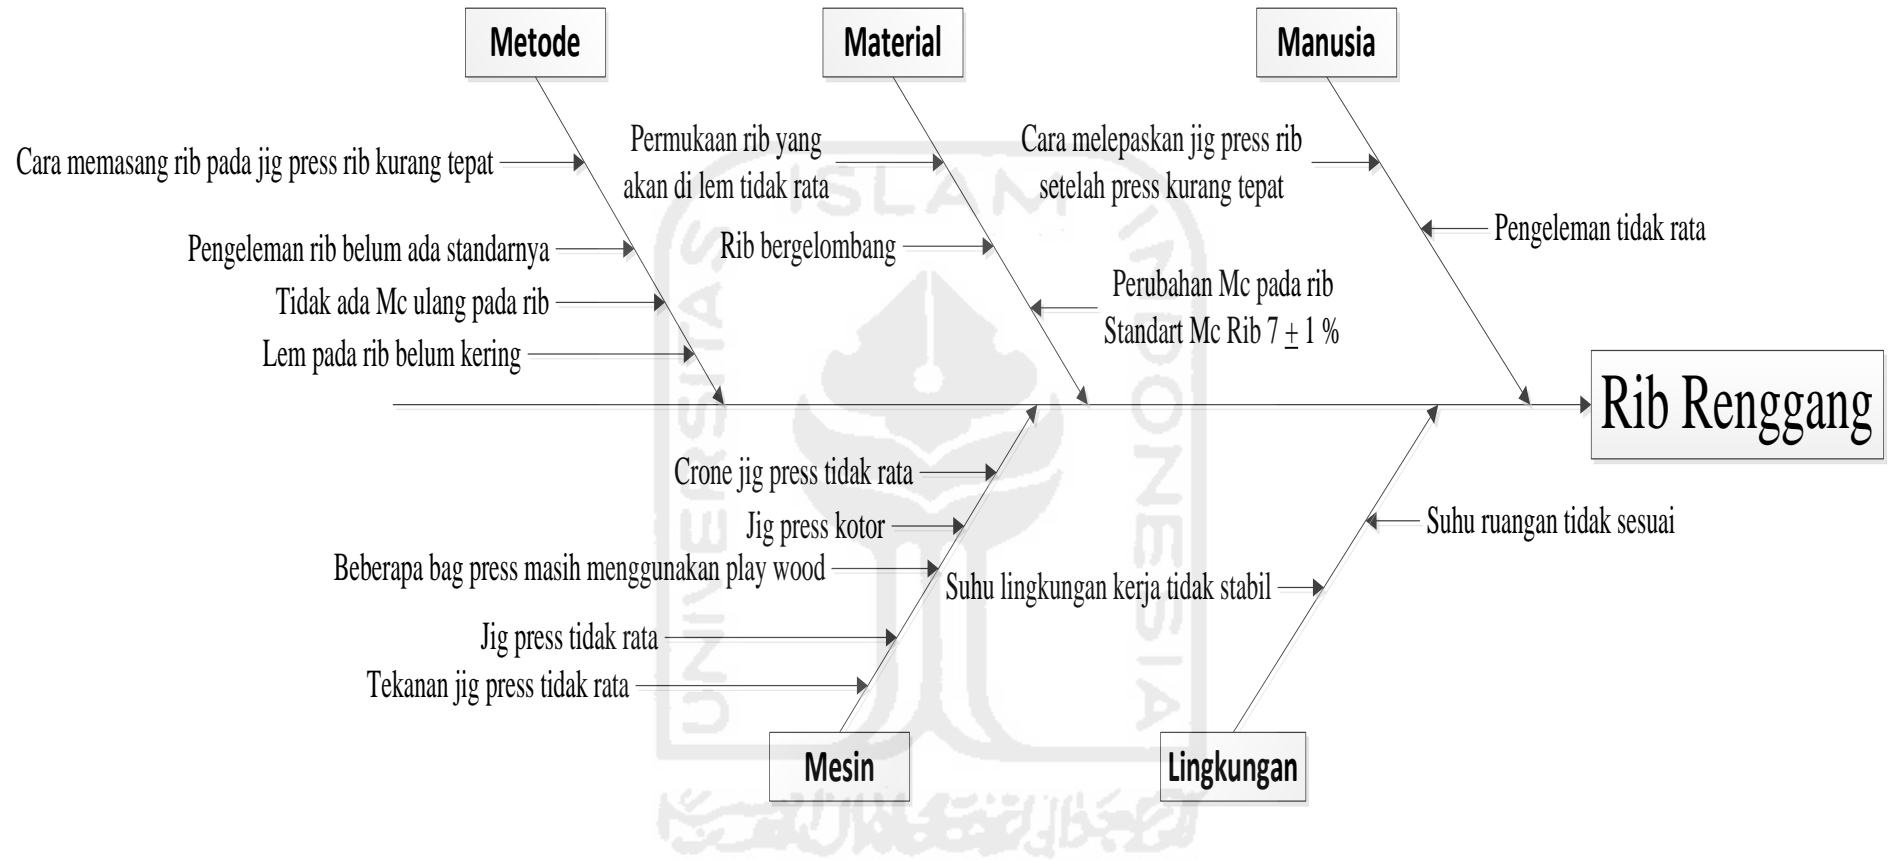 Metode
Material
Manusia
Cara memasang rib pada jig press rib kurang tepat
Pengeleman rib belum ada standarnya
Tidak ada Mc ulang pada rib
Lem pada rib belum kering
Permukaan rib yang
akan di lem tidak rata
Rib bergelombang
Perubahan Mc pada rib
Standart Mc Rib 7 ± 1 %
Cara melepaskan jig press rib
setelah press kurang tepat
Pengeleman tidak rata
Rib Renggang
Crone jig press tidak rata
Jig press kotor
Beberapa bag press masih menggunakan play wood
Jig press tidak rata
Tekanan jig press tidak rata
Suhu ruangan tidak sesuai
Suhu lingkungan kerja tidak stabil
Mesin
Lingkungan
UNIVERSITAS
ISLAM
INDONESIA